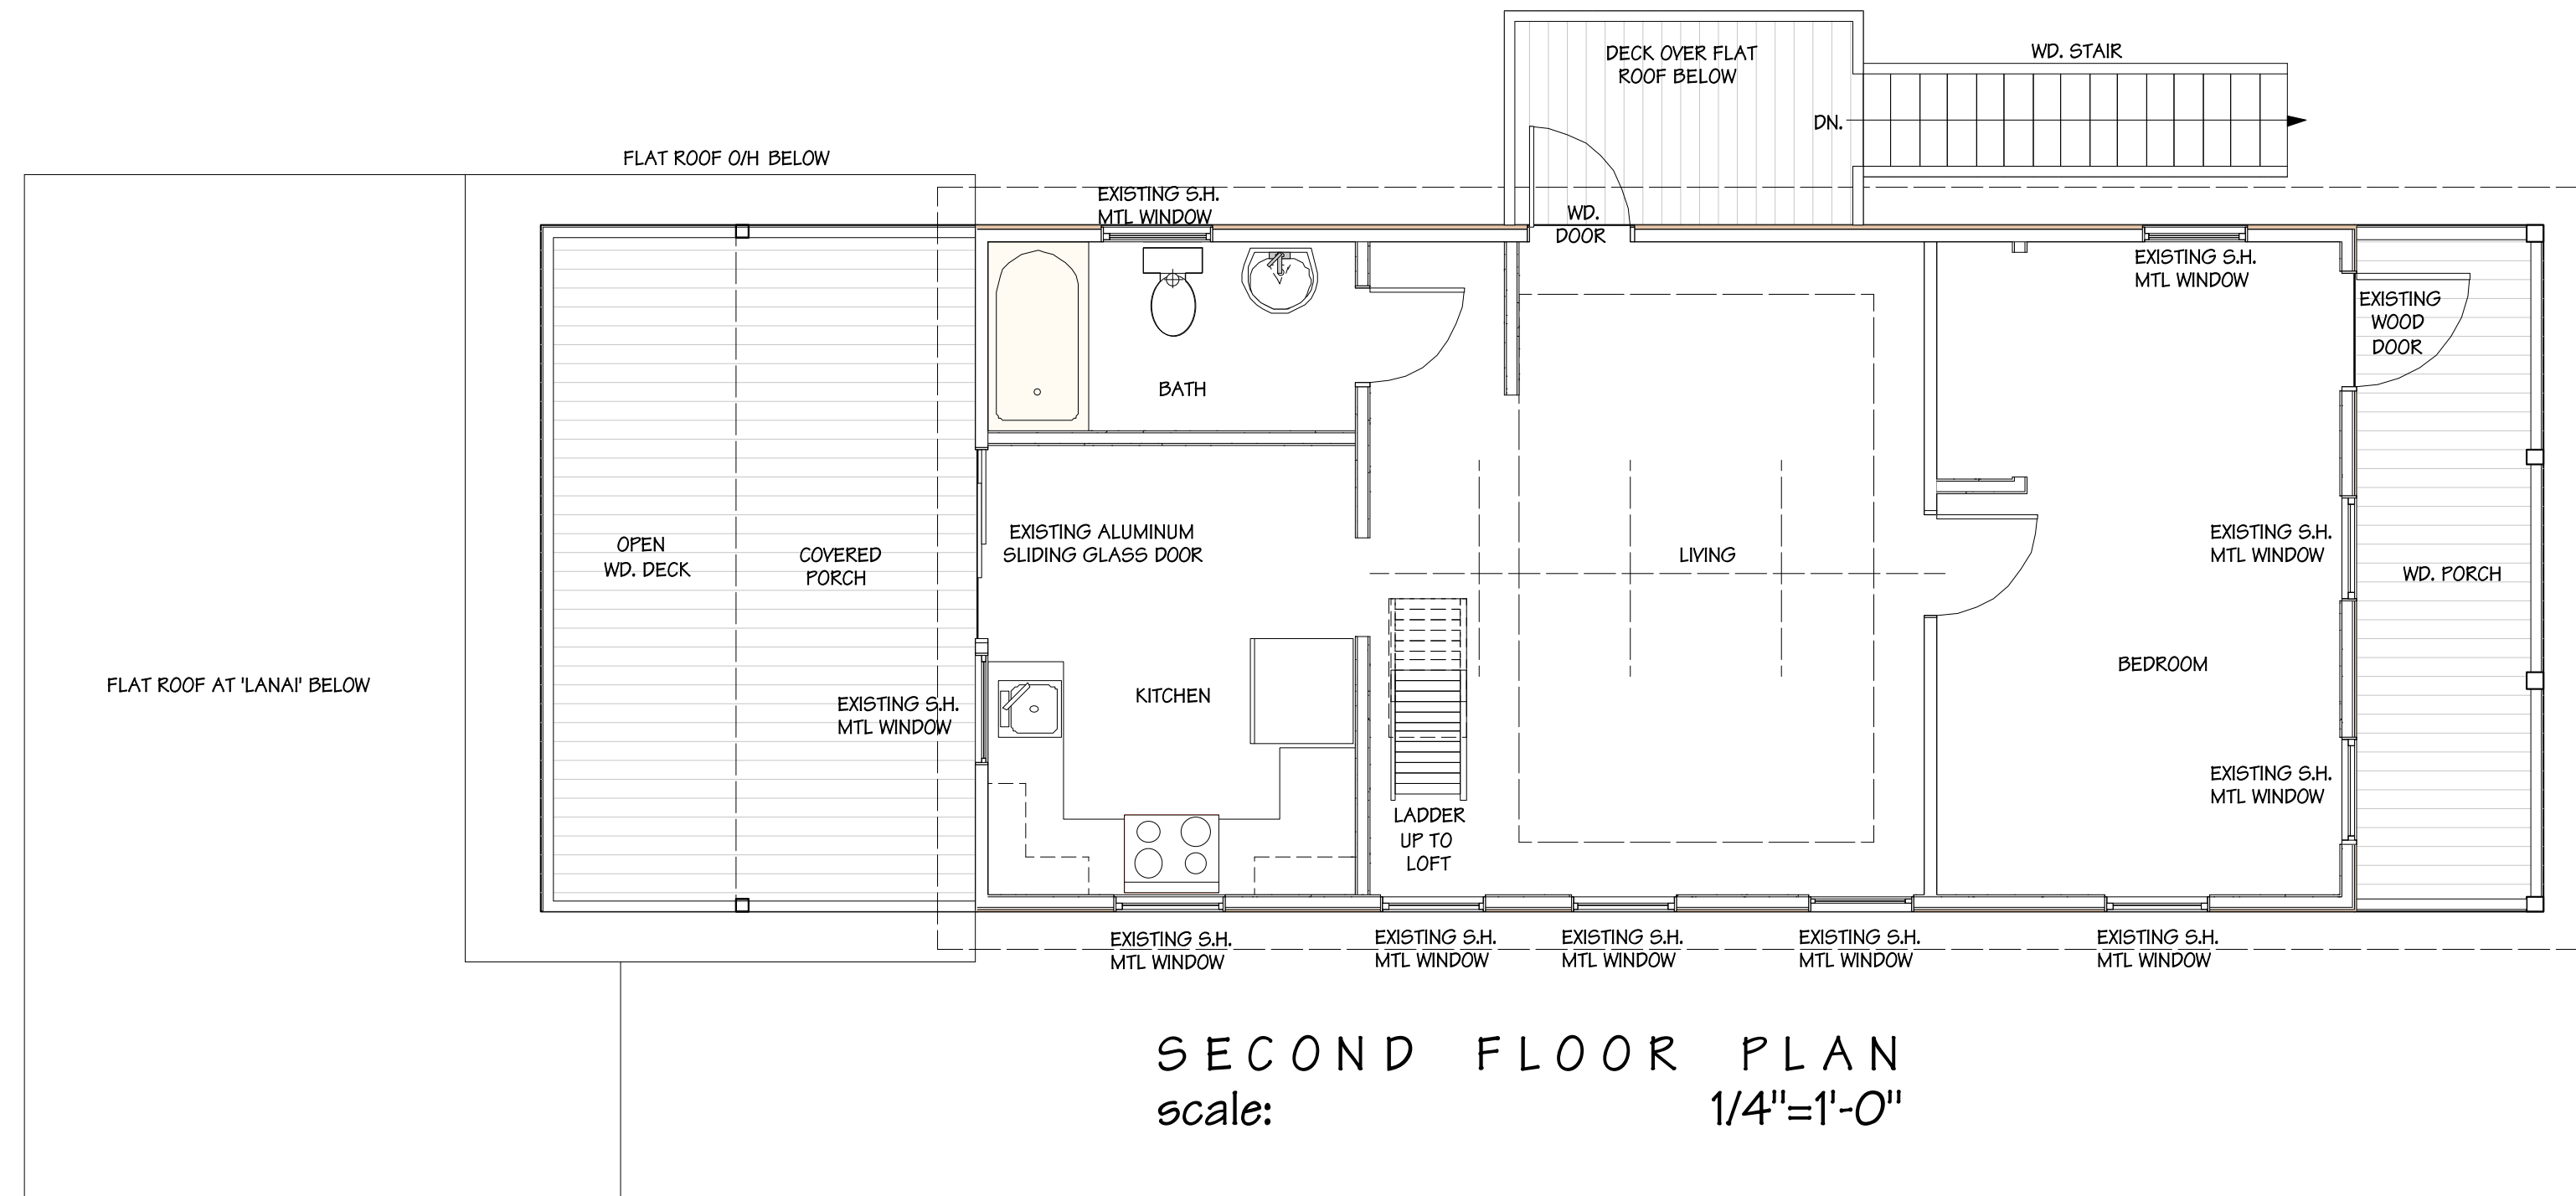 DECK OVER FLAT
ROOF BELOW
WD. STAIR
DN.
FLAT ROOF O/H BELOW
EXISTING S.H.
MTL WINDOW
WD.
DOOR
EXISTING S.H.
MTL WINDOW
EXISTING
WOOD
DOOR
BATH
EXISTING ALUMINUM
SLIDING GLASS DOOR
OPEN
WD. DECK
COVERED
PORCH
LIVING
EXISTING S.H.
MTL WINDOW
WD. PORCH
BEDROOM
FLAT ROOF AT 'LANAI' BELOW
EXISTING S.H.
MTL WINDOW
KITCHEN
EXISTING S.H.
MTL WINDOW
LADDER
UP TO
LOFT
EXISTING S.H.
MTL WINDOW
EXISTING S.H.
MTL WINDOW
EXISTING S.H.
MTL WINDOW
EXISTING S.H.
MTL WINDOW
EXISTING S.H.
MTL WINDOW
SECOND FLOOR PLAN
scale: 1/4"=1'-0"